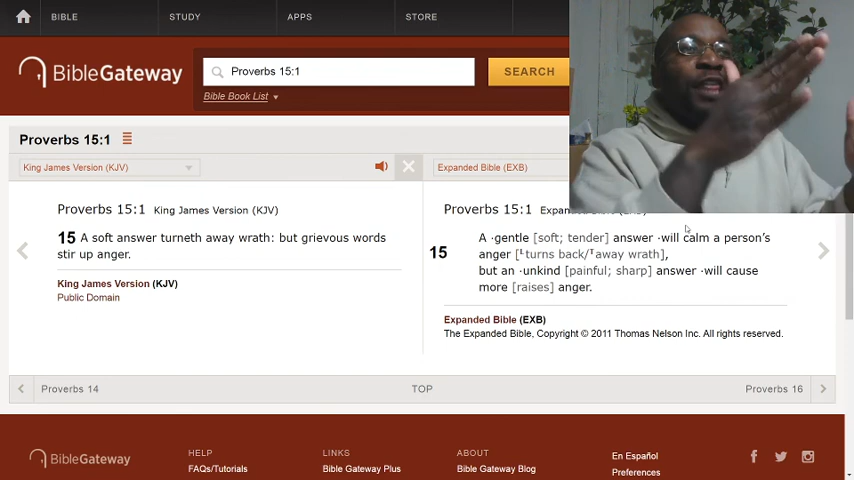 BIBLE
STUDY
APPS
STORE
BibleGateway
Proverbs 15:1
SEARCH
Bible Book List
Proverbs 15:1
King James Version (KJV)
Expanded Bible (EXB)
Proverbs 15:1 King James Version (KJV)
15 A soft answer turneth away wrath: but grievous words
stir up anger.
King James Version (KJV)
Public Domain
Proverbs 15:1 Expanded Bible (EXB)
15 A ·gentle [soft; tender] answer ·will calm a person's
anger [ᴸturns back/ᵀaway wrath],
but an ·unkind [painful; sharp] answer ·will cause
more [raises] anger.
Expanded Bible (EXB)
The Expanded Bible, Copyright © 2011 Thomas Nelson Inc. All rights reserved.
Proverbs 14
TOP
Proverbs 16
BibleGateway
HELP
FAQs/Tutorials
LINKS
Bible Gateway Plus
ABOUT
Bible Gateway Blog
En Español
Preferences